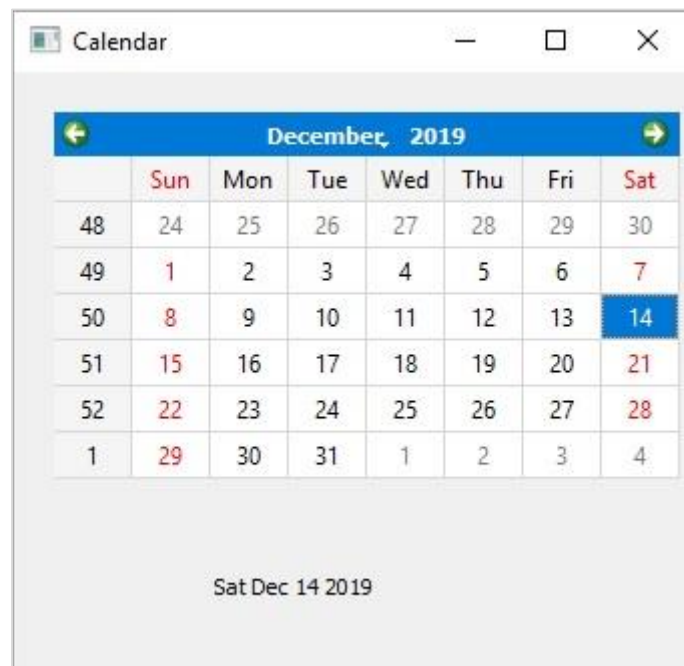 Calendar
December, 2019
Sun Mon Tue Wed Thu Fri Sat
48 24 25 26 27 28 29 30
49 1 2 3 4 5 6 7
50 8 9 10 11 12 13 14
51 15 16 17 18 19 20 21
52 22 23 24 25 26 27 28
1 29 30 31 1 2 3 4
Sat Dec 14 2019